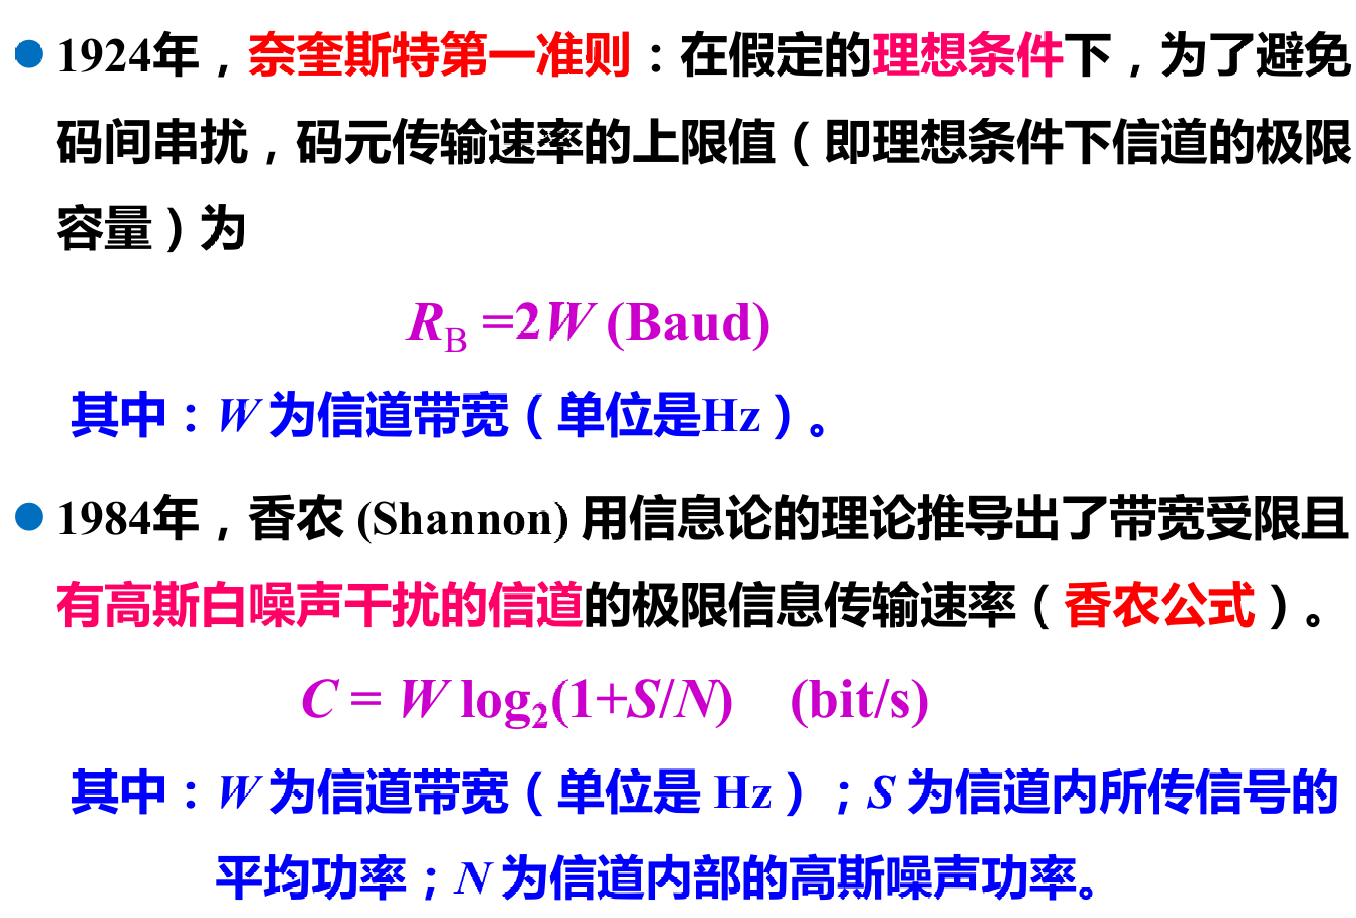 ● 1924年，奈奎斯特第一准则：在假定的理想条件下，为了避免
码间串扰，码元传输速率的上限值（即理想条件下信道的极限
容量）为
R_B =2W (Baud)
其中：W 为信道带宽（单位是Hz）。
● 1984年，香农 (Shannon) 用信息论的理论推导出了带宽受限且
有高斯白噪声干扰的信道的极限信息传输速率（香农公式）。
C = W log₂(1+S/N) (bit/s)
其中：W 为信道带宽（单位是 Hz）；S 为信道内所传信号的
平均功率；N 为信道内部的高斯噪声功率。